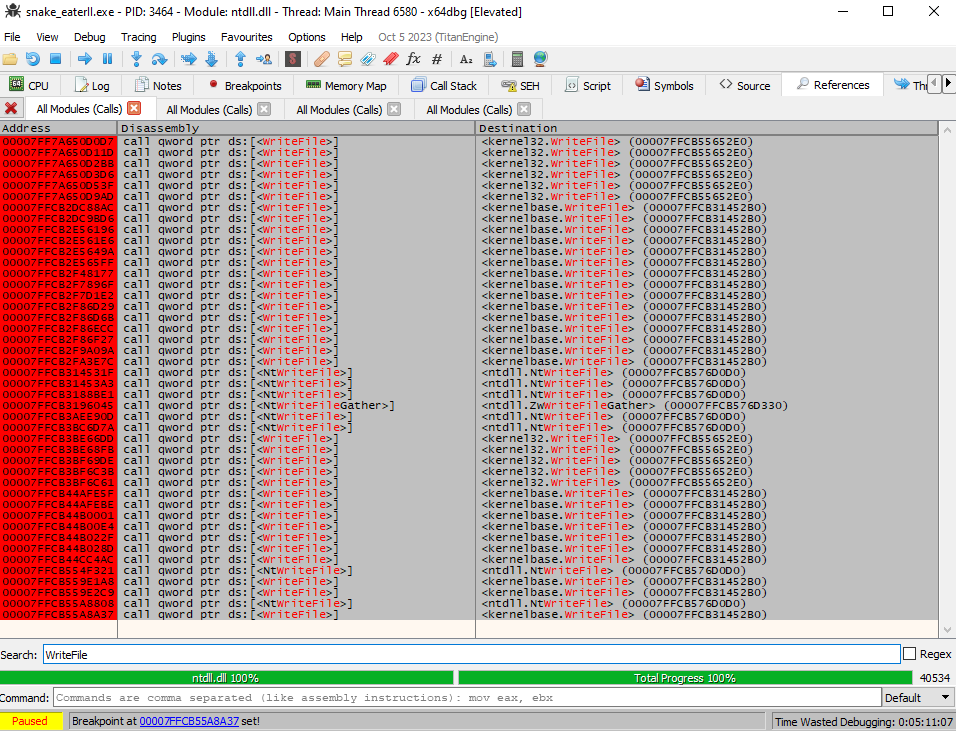 snake_eaterII.exe - PID: 3464 - Module: ntdll.dll - Thread: Main Thread 6580 - x64dbg [Elevated]
File View Debug Tracing Plugins Favourites Options Help Oct 5 2023 (TitanEngine)
CPU Log Notes Breakpoints Memory Map Call Stack SEH Script Symbols Source References Thr
All Modules (Calls) All Modules (Calls) All Modules (Calls) All Modules (Calls)
Address Disassembly Destination
00007FF7A650D0D7 call qword ptr ds:[<WriteFile>] <kernel32.WriteFile> (00007FFCB55652E0)
00007FF7A650D11D call qword ptr ds:[<WriteFile>] <kernel32.WriteFile> (00007FFCB55652E0)
00007FF7A650D2BB call qword ptr ds:[<WriteFile>] <kernel32.WriteFile> (00007FFCB55652E0)
00007FF7A650D3D6 call qword ptr ds:[<WriteFile>] <kernel32.WriteFile> (00007FFCB55652E0)
00007FF7A650D53F call qword ptr ds:[<WriteFile>] <kernel32.WriteFile> (00007FFCB55652E0)
00007FF7A650D9AD call qword ptr ds:[<WriteFile>] <kernel32.WriteFile> (00007FFCB55652E0)
00007FFCB2DC88AC call qword ptr ds:[<WriteFile>] <kernelbase.WriteFile> (00007FFCB31452B0)
00007FFCB2DC98D6 call qword ptr ds:[<WriteFile>] <kernelbase.WriteFile> (00007FFCB31452B0)
00007FFCB2E56196 call qword ptr ds:[<WriteFile>] <kernelbase.WriteFile> (00007FFCB31452B0)
00007FFCB2E561E6 call qword ptr ds:[<WriteFile>] <kernelbase.WriteFile> (00007FFCB31452B0)
00007FFCB2E5649A call qword ptr ds:[<WriteFile>] <kernelbase.WriteFile> (00007FFCB31452B0)
00007FFCB2E565FF call qword ptr ds:[<WriteFile>] <kernelbase.WriteFile> (00007FFCB31452B0)
00007FFCB2F48177 call qword ptr ds:[<WriteFile>] <kernelbase.WriteFile> (00007FFCB31452B0)
00007FFCB2F7896F call qword ptr ds:[<WriteFile>] <kernelbase.WriteFile> (00007FFCB31452B0)
00007FFCB2F7D1E2 call qword ptr ds:[<WriteFile>] <kernelbase.WriteFile> (00007FFCB31452B0)
00007FFCB2F86D29 call qword ptr ds:[<WriteFile>] <kernelbase.WriteFile> (00007FFCB31452B0)
00007FFCB2F86D6B call qword ptr ds:[<WriteFile>] <kernelbase.WriteFile> (00007FFCB31452B0)
00007FFCB2F86ECC call qword ptr ds:[<WriteFile>] <kernelbase.WriteFile> (00007FFCB31452B0)
00007FFCB2F86F27 call qword ptr ds:[<WriteFile>] <kernelbase.WriteFile> (00007FFCB31452B0)
00007FFCB2F9A09A call qword ptr ds:[<WriteFile>] <kernelbase.WriteFile> (00007FFCB31452B0)
00007FFCB2FA3E7C call qword ptr ds:[<WriteFile>] <kernelbase.WriteFile> (00007FFCB31452B0)
00007FFCB314531F call qword ptr ds:[<NtWriteFile>] <ntdll.NtWriteFile> (00007FFCB576D0D0)
00007FFCB31453A3 call qword ptr ds:[<NtWriteFile>] <ntdll.NtWriteFile> (00007FFCB576D0D0)
00007FFCB3188BE1 call qword ptr ds:[<NtWriteFile>] <ntdll.NtWriteFile> (00007FFCB576D0D0)
00007FFCB3196045 call qword ptr ds:[<NtWriteFileGather>] <ntdll.ZwWriteFileGather> (00007FFCB576D330)
00007FFCB3AEE90D call qword ptr ds:[<NtWriteFile>] <ntdll.NtWriteFile> (00007FFCB576D0D0)
00007FFCB3BC6D7A call qword ptr ds:[<NtWriteFile>] <ntdll.NtWriteFile> (00007FFCB576D0D0)
00007FFCB3BE66DD call qword ptr ds:[<WriteFile>] <kernel32.WriteFile> (00007FFCB55652E0)
00007FFCB3BE68FB call qword ptr ds:[<WriteFile>] <kernel32.WriteFile> (00007FFCB55652E0)
00007FFCB3BF69DE call qword ptr ds:[<WriteFile>] <kernel32.WriteFile> (00007FFCB55652E0)
00007FFCB3BF6C3B call qword ptr ds:[<WriteFile>] <kernel32.WriteFile> (00007FFCB55652E0)
00007FFCB3BF6C61 call qword ptr ds:[<WriteFile>] <kernel32.WriteFile> (00007FFCB55652E0)
00007FFCB44AFE5F call qword ptr ds:[<WriteFile>] <kernelbase.WriteFile> (00007FFCB31452B0)
00007FFCB44AFEBE call qword ptr ds:[<WriteFile>] <kernelbase.WriteFile> (00007FFCB31452B0)
00007FFCB44B0001 call qword ptr ds:[<WriteFile>] <kernelbase.WriteFile> (00007FFCB31452B0)
00007FFCB44B00E4 call qword ptr ds:[<WriteFile>] <kernelbase.WriteFile> (00007FFCB31452B0)
00007FFCB44B022F call qword ptr ds:[<WriteFile>] <kernelbase.WriteFile> (00007FFCB31452B0)
00007FFCB44B028D call qword ptr ds:[<WriteFile>] <kernelbase.WriteFile> (00007FFCB31452B0)
00007FFCB44CC4AC call qword ptr ds:[<WriteFile>] <kernelbase.WriteFile> (00007FFCB31452B0)
00007FFCB554F321 call qword ptr ds:[<NtWriteFile>] <ntdll.NtWriteFile> (00007FFCB576D0D0)
00007FFCB559E1A8 call qword ptr ds:[<WriteFile>] <kernelbase.WriteFile> (00007FFCB31452B0)
00007FFCB559E2C9 call qword ptr ds:[<WriteFile>] <kernelbase.WriteFile> (00007FFCB31452B0)
00007FFCB55A8808 call qword ptr ds:[<NtWriteFile>] <ntdll.NtWriteFile> (00007FFCB576D0D0)
00007FFCB55A8A37 call qword ptr ds:[<WriteFile>] <kernelbase.WriteFile> (00007FFCB31452B0)
Search: WriteFile Regex
ntdll.dll 100% Total Progress 100% 40534
Command: Commands are comma separated (like assembly instructions): mov eax, ebx Default
Paused Breakpoint at 00007FFCB55A8A37 set! Time Wasted Debugging: 0:05:11:07